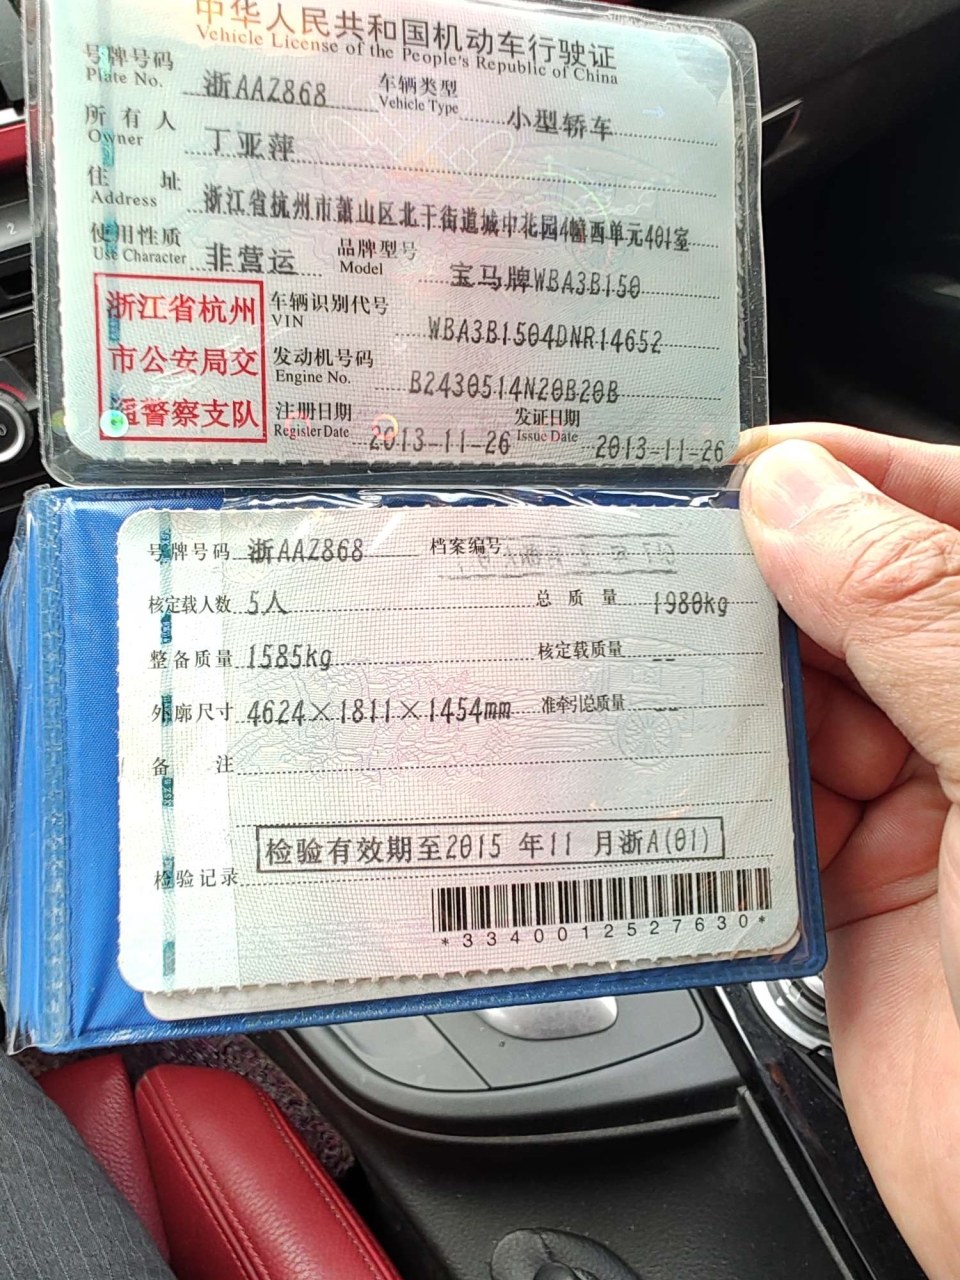 中华人民共和国机动车行驶证
Vehicle License of the People's Republic of China
号牌号码 浙AAZ868 车辆类型 小型轿车
Plate No. Vehicle Type
所有人 丁亚萍
Owner
住址 浙江省杭州市萧山区北干街道城中花园4幢西单元401室
Address
使用性质 非营运 品牌型号 宝马牌WBA3B150
Use Character Model
浙江省杭州
市公安局交
通警察支队
车辆识别代号 WBA3B1504DNR14652
VIN
发动机号码 B2430514N20B20B
Engine No.
注册日期 2013-11-26 发证日期 2013-11-26
Register Date Issue Date
号牌号码 浙AAZ868 档案编号
核定载人数 5人 总质量 1980kg
整备质量 1585kg 核定载质量 --
外廓尺寸 4624×1811×1454mm 准牵引总质量 --
备注
检验有效期至2015 年11 月浙A(01)
检验记录
*3340012527630*
2